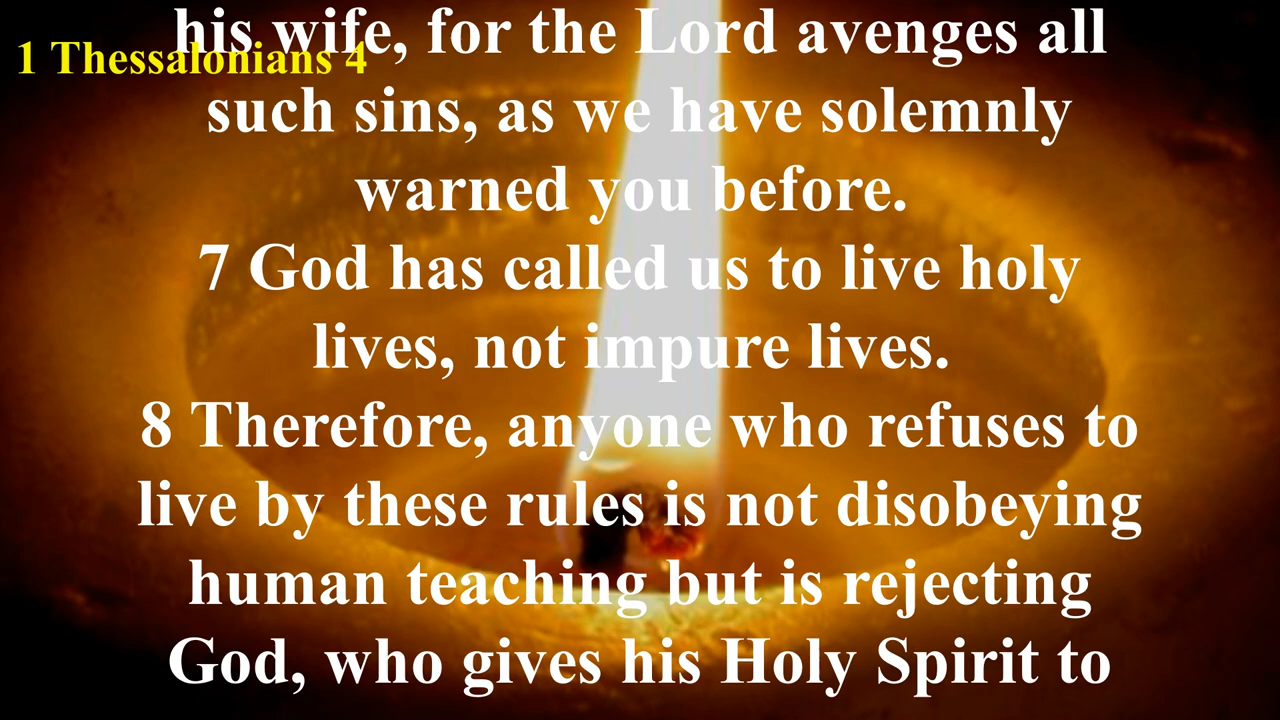 his wife, for the Lord avenges all
1 Thessalonians 4
such sins, as we have solemnly
warned you before.
7 God has called us to live holy
lives, not impure lives.
8 Therefore, anyone who refuses to
live by these rules is not disobeying
human teaching but is rejecting
God, who gives his Holy Spirit to